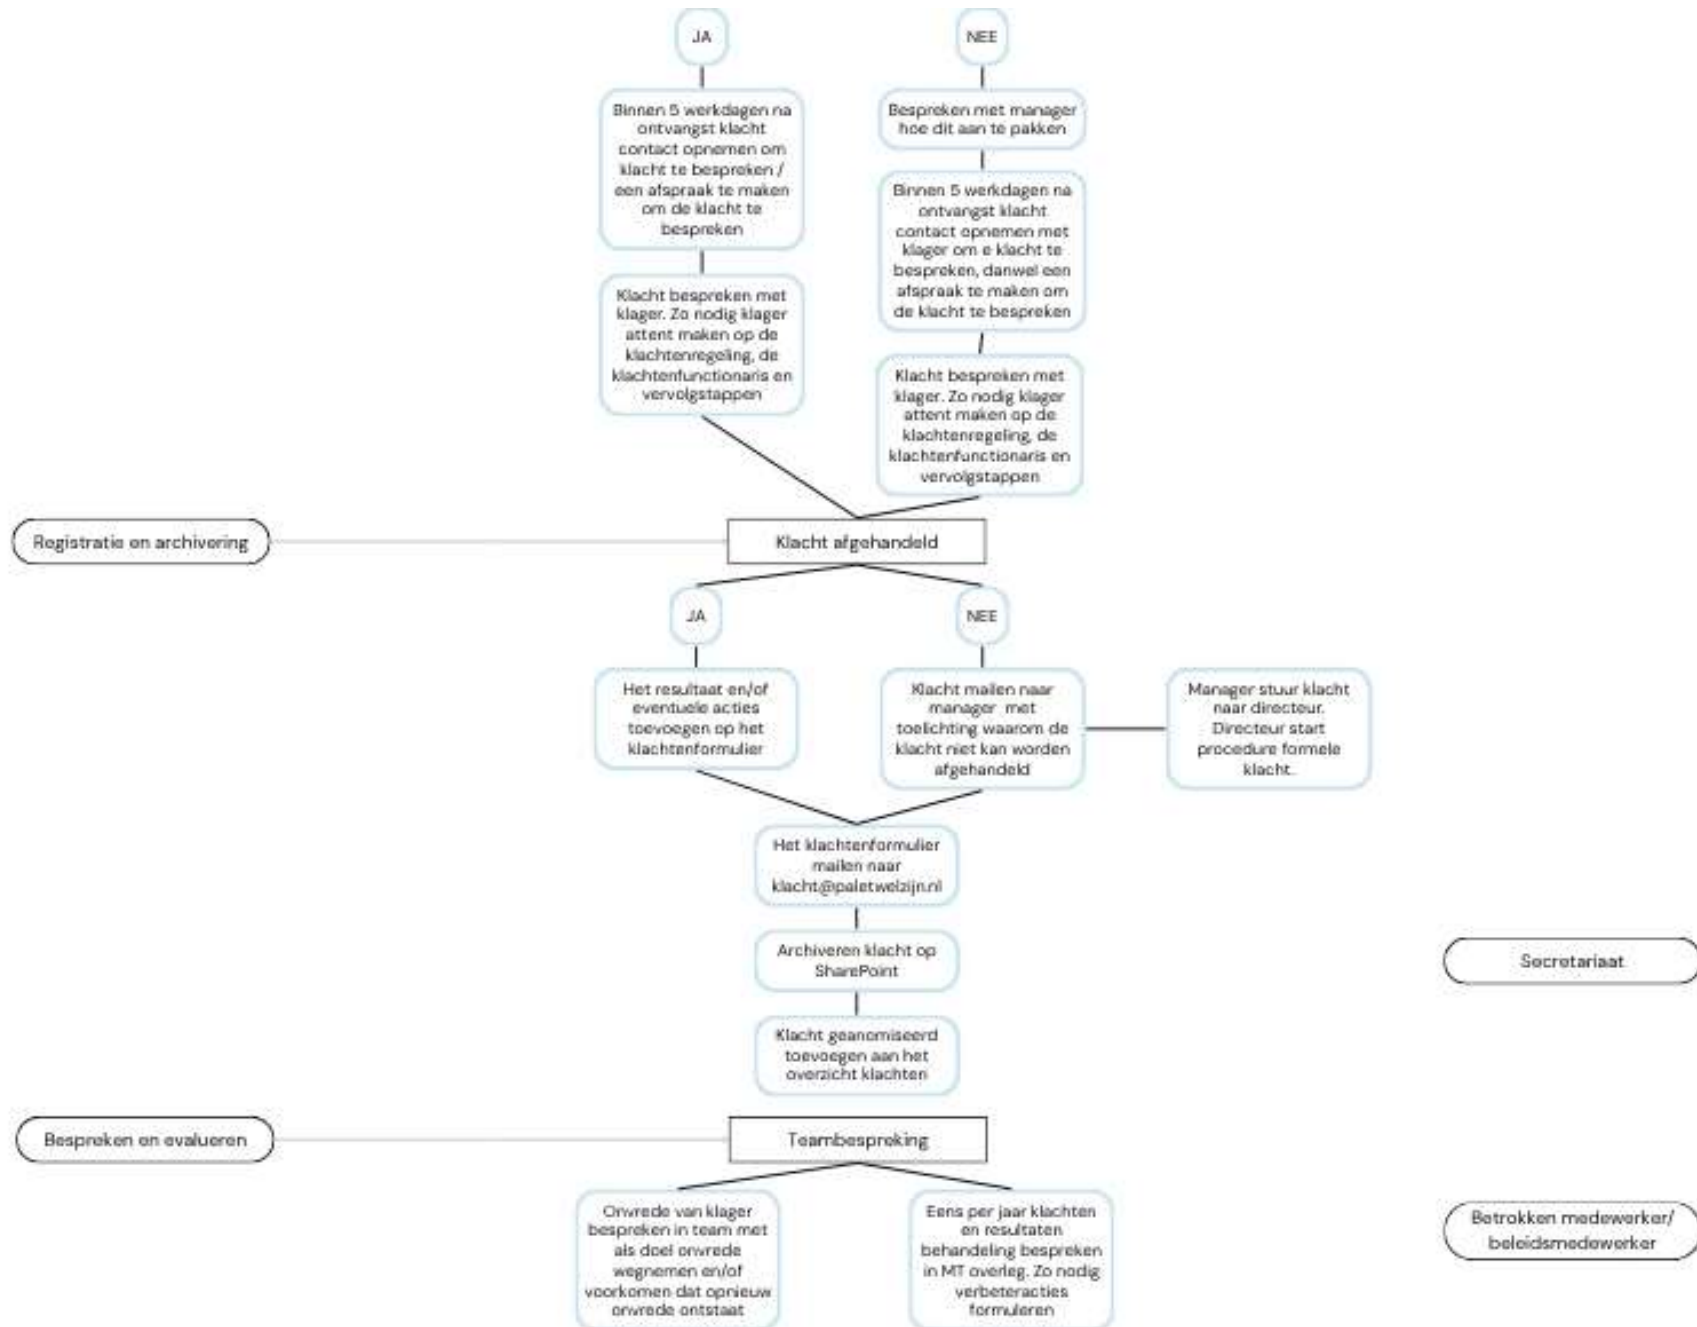 JA
Binnen 5 werkdagen na
ontvangst klacht
contact opnemen om
klacht te bespreken /
een afspraak te maken
om de klacht te
bespreken
Klacht bespreken met
klager. Zo nodig klager
attent maken op de
klachtenregeling, de
klachtenfunctionaris en
vervolgstappen
NEE
Bespreken met manager
hoe dit aan te pakken
Binnen 5 werkdagen na
ontvangst klacht
contact opnemen met
klager om e klacht te
bespreken, danwel een
afspraak te maken om
de klacht te bespreken
Klacht bespreken met
klager. Zo nodig klager
attent maken op de
klachtenregeling, de
klachtenfunctionaris en
vervolgstappen
Registratie en archivering
Klacht afgehandeld
JA
Het resultaat en/of
eventuele acties
toevoegen op het
klachtenformulier
NEE
Klacht mailen naar
manager met
toelichting waarom de
klacht niet kan worden
afgehandeld
Manager stuur klacht
naar directeur.
Directeur start
procedure formele
klacht.
Het klachtenformulier
mailen naar
klacht@paletwelzijn.nl
Archiveren klacht op
SharePoint
Secretariaat
Klacht geanomiseerd
toevoegen aan het
overzicht klachten
Bespreken en evalueren
Teambespreking
Onvrede van klager
bespreken in team met
als doel onvrede
wegnemen en/of
voorkomen dat opnieuw
onvrede ontstaat
Eens per jaar klachten
en resultaten
behandeling bespreken
in MT overleg. Zo nodig
verbeteracties
formuleren
Betrokken medewerker/
beleidsmedewerker